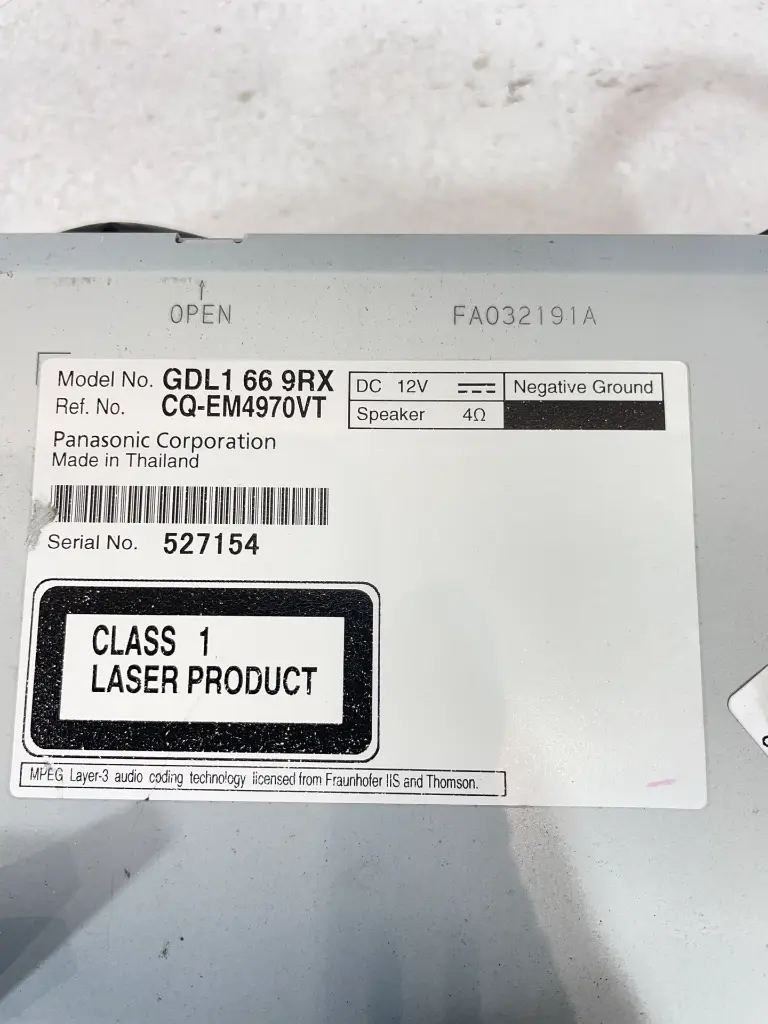 OPEN
FA032191A
Model No. GDL1 66 9RX
Ref. No. CQ-EM4970VT
DC 12V
Negative Ground
Speaker 4Ω
Panasonic Corporation
Made in Thailand
Serial No. 527154
CLASS 1
LASER PRODUCT
MPEG Layer-3 audio coding technology licensed from Fraunhofer IIS and Thomson.